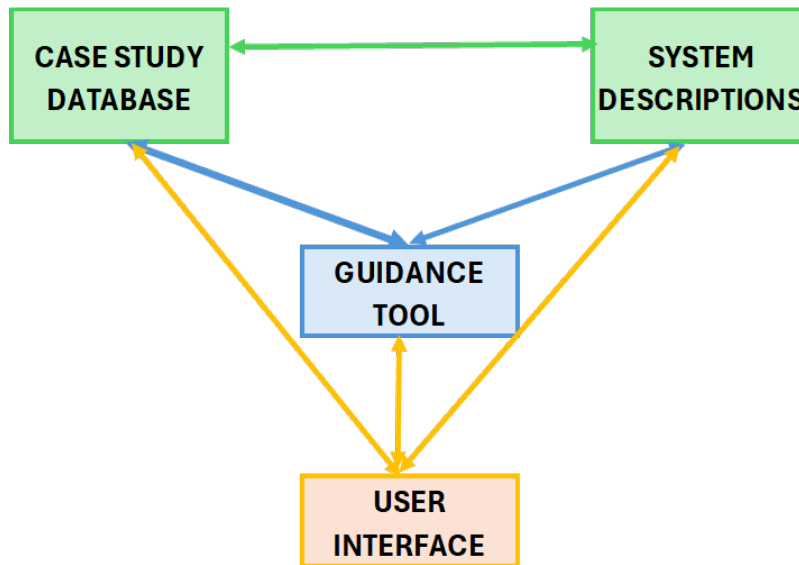 CASE STUDY
DATABASE
SYSTEM
DESCRIPTIONS
GUIDANCE
TOOL
USER
INTERFACE